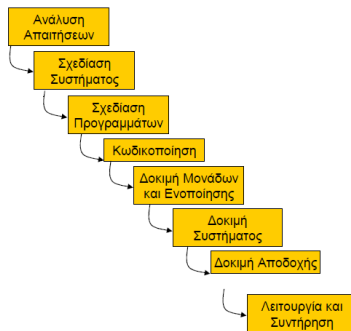 Ανάλυση
Απαιτήσεων
Σχεδίαση
Συστήματος
Σχεδίαση
Προγραμμάτων
Κωδικοποίηση
Δοκιμή Μονάδων
και Ενοποίησης
Δοκιμή
Συστήματος
Δοκιμή Αποδοχής
Λειτουργία και
Συντήρηση